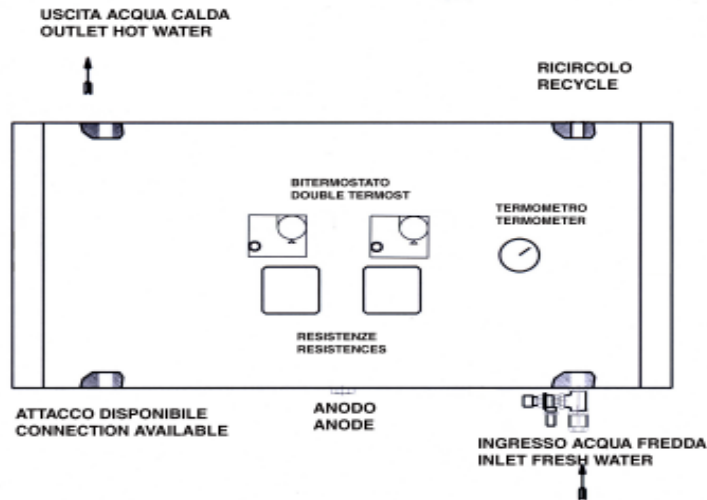 USCITA ACQUA CALDA
OUTLET HOT WATER
RICIRCOLO
RECYCLE
BITERMOSTATO
DOUBLE TERMOST
TERMOMETRO
TERMOMETER
RESISTENZE
RESISTENCES
ATTACCO DISPONIBILE
CONNECTION AVAILABLE
ANODO
ANODE
INGRESSO ACQUA FREDDA
INLET FRESH WATER